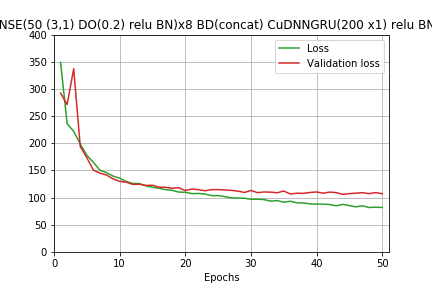 NSE(50 (3,1) DO(0.2) relu BN)x8 BD(concat) CuDNNGRU(200 x1) relu BN
400
350
300
250
200
150
100
50
0
Loss
Validation loss
0 10 20 30 40 50
Epochs